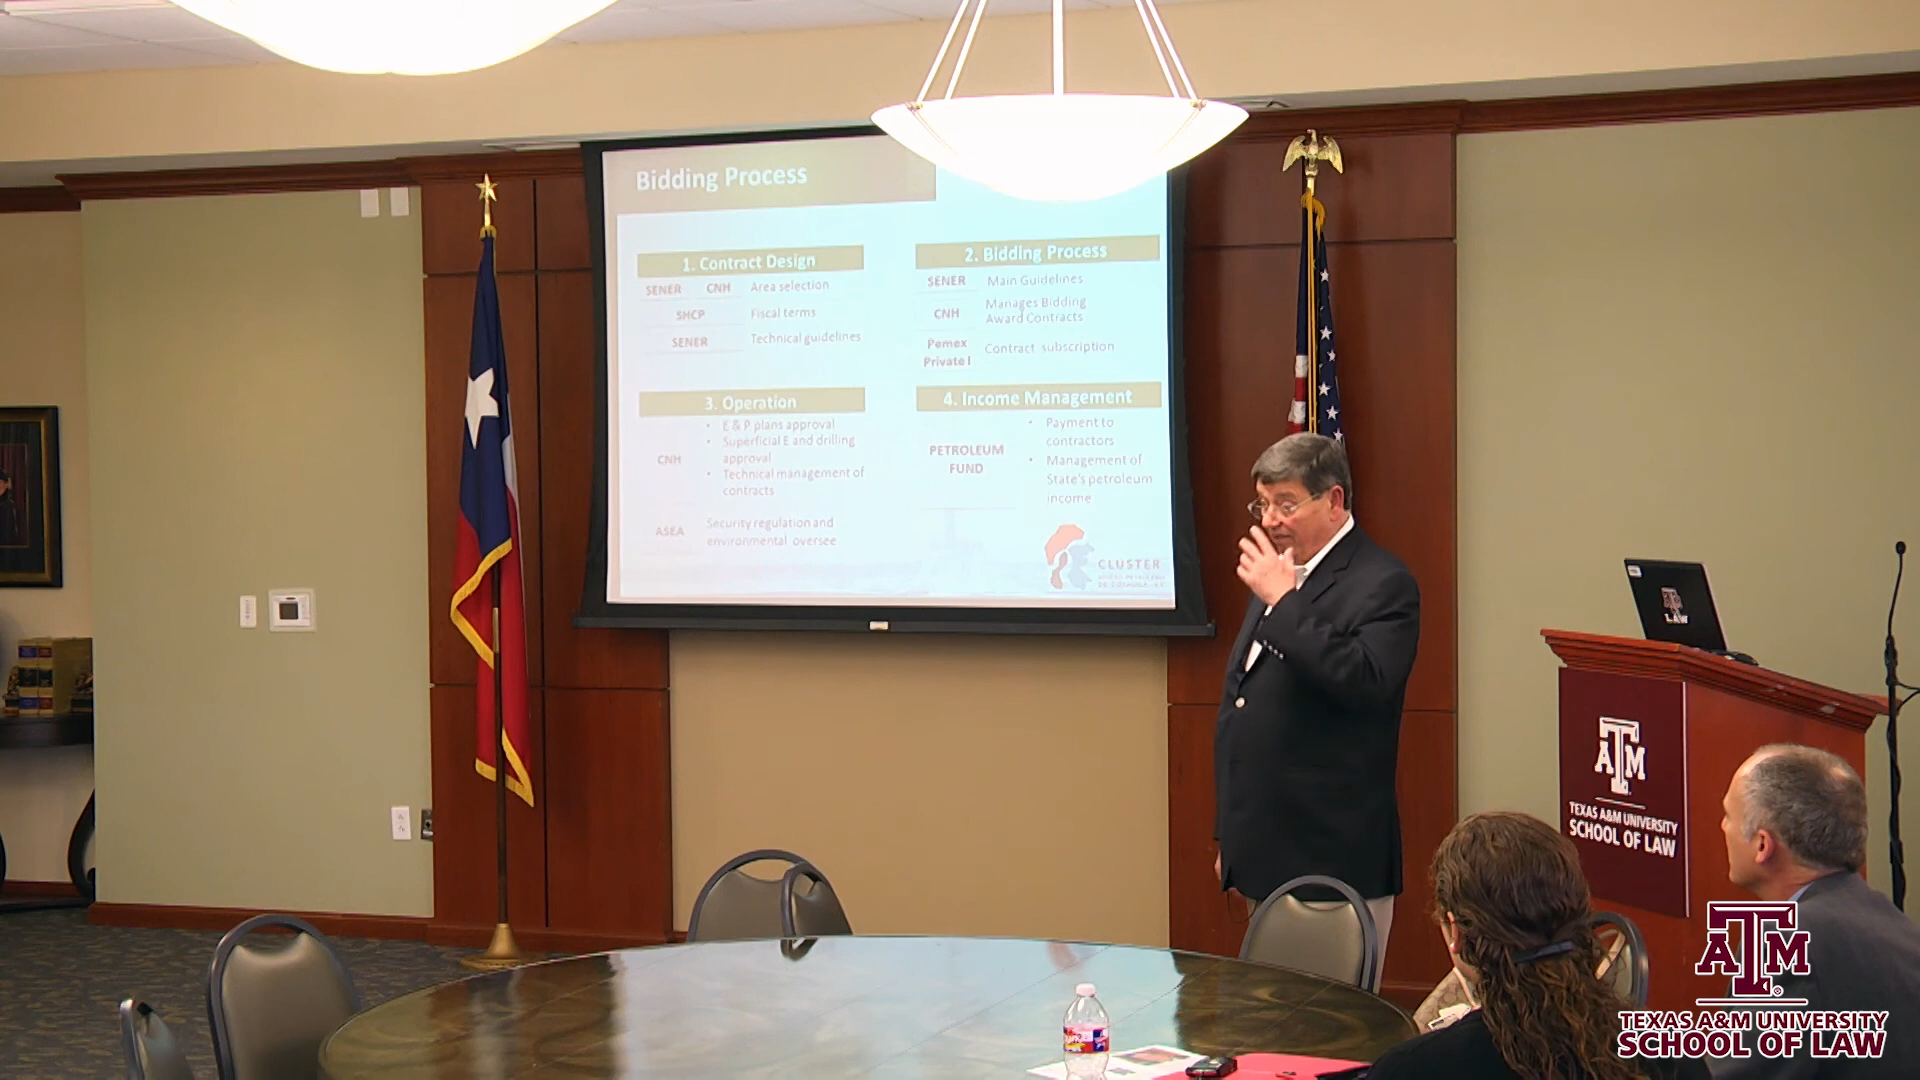 Bidding Process
1. Contract Design
SENER CNH Area selection
SHCP Fiscal terms
SENER Technical guidelines
2. Bidding Process
SENER Main Guidelines
CNH Manages Bidding
Award Contracts
Pemex
Private I
Contract subscription
3. Operation
CNH
• E & P plans approval
• Superficial E and drilling
approval
• Technical management of
contracts
ASEA
Security regulation and
environmental oversee
4. Income Management
PETROLEUM
FUND
• Payment to
contractors
• Management of
State's petroleum
income
CLUSTER
ATM
LAW
ATM
TEXAS A&M UNIVERSITY
SCHOOL OF LAW
ATM
TEXAS A&M UNIVERSITY
SCHOOL OF LAW